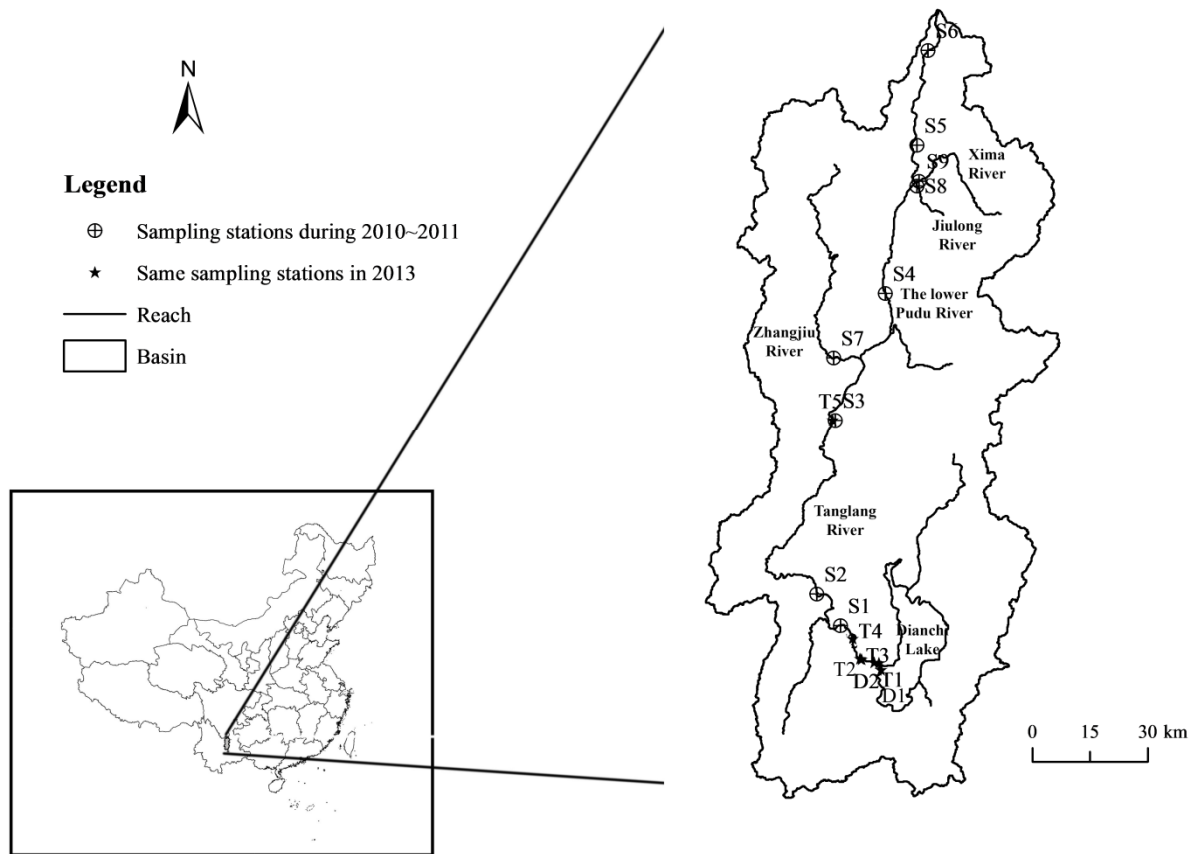 N
Legend
Sampling stations during 2010~2011
Same sampling stations in 2013
Reach
Basin
S6
S5
S9
Xima
River
S8
Jiulong
River
S4
The lower
Pudu River
Zhangjiu
River
S7
T5S3
Tanglang
River
S2
S1
T4
Dianchi
Lake
T3
T2
D2
T1
D1
0 15 30 km